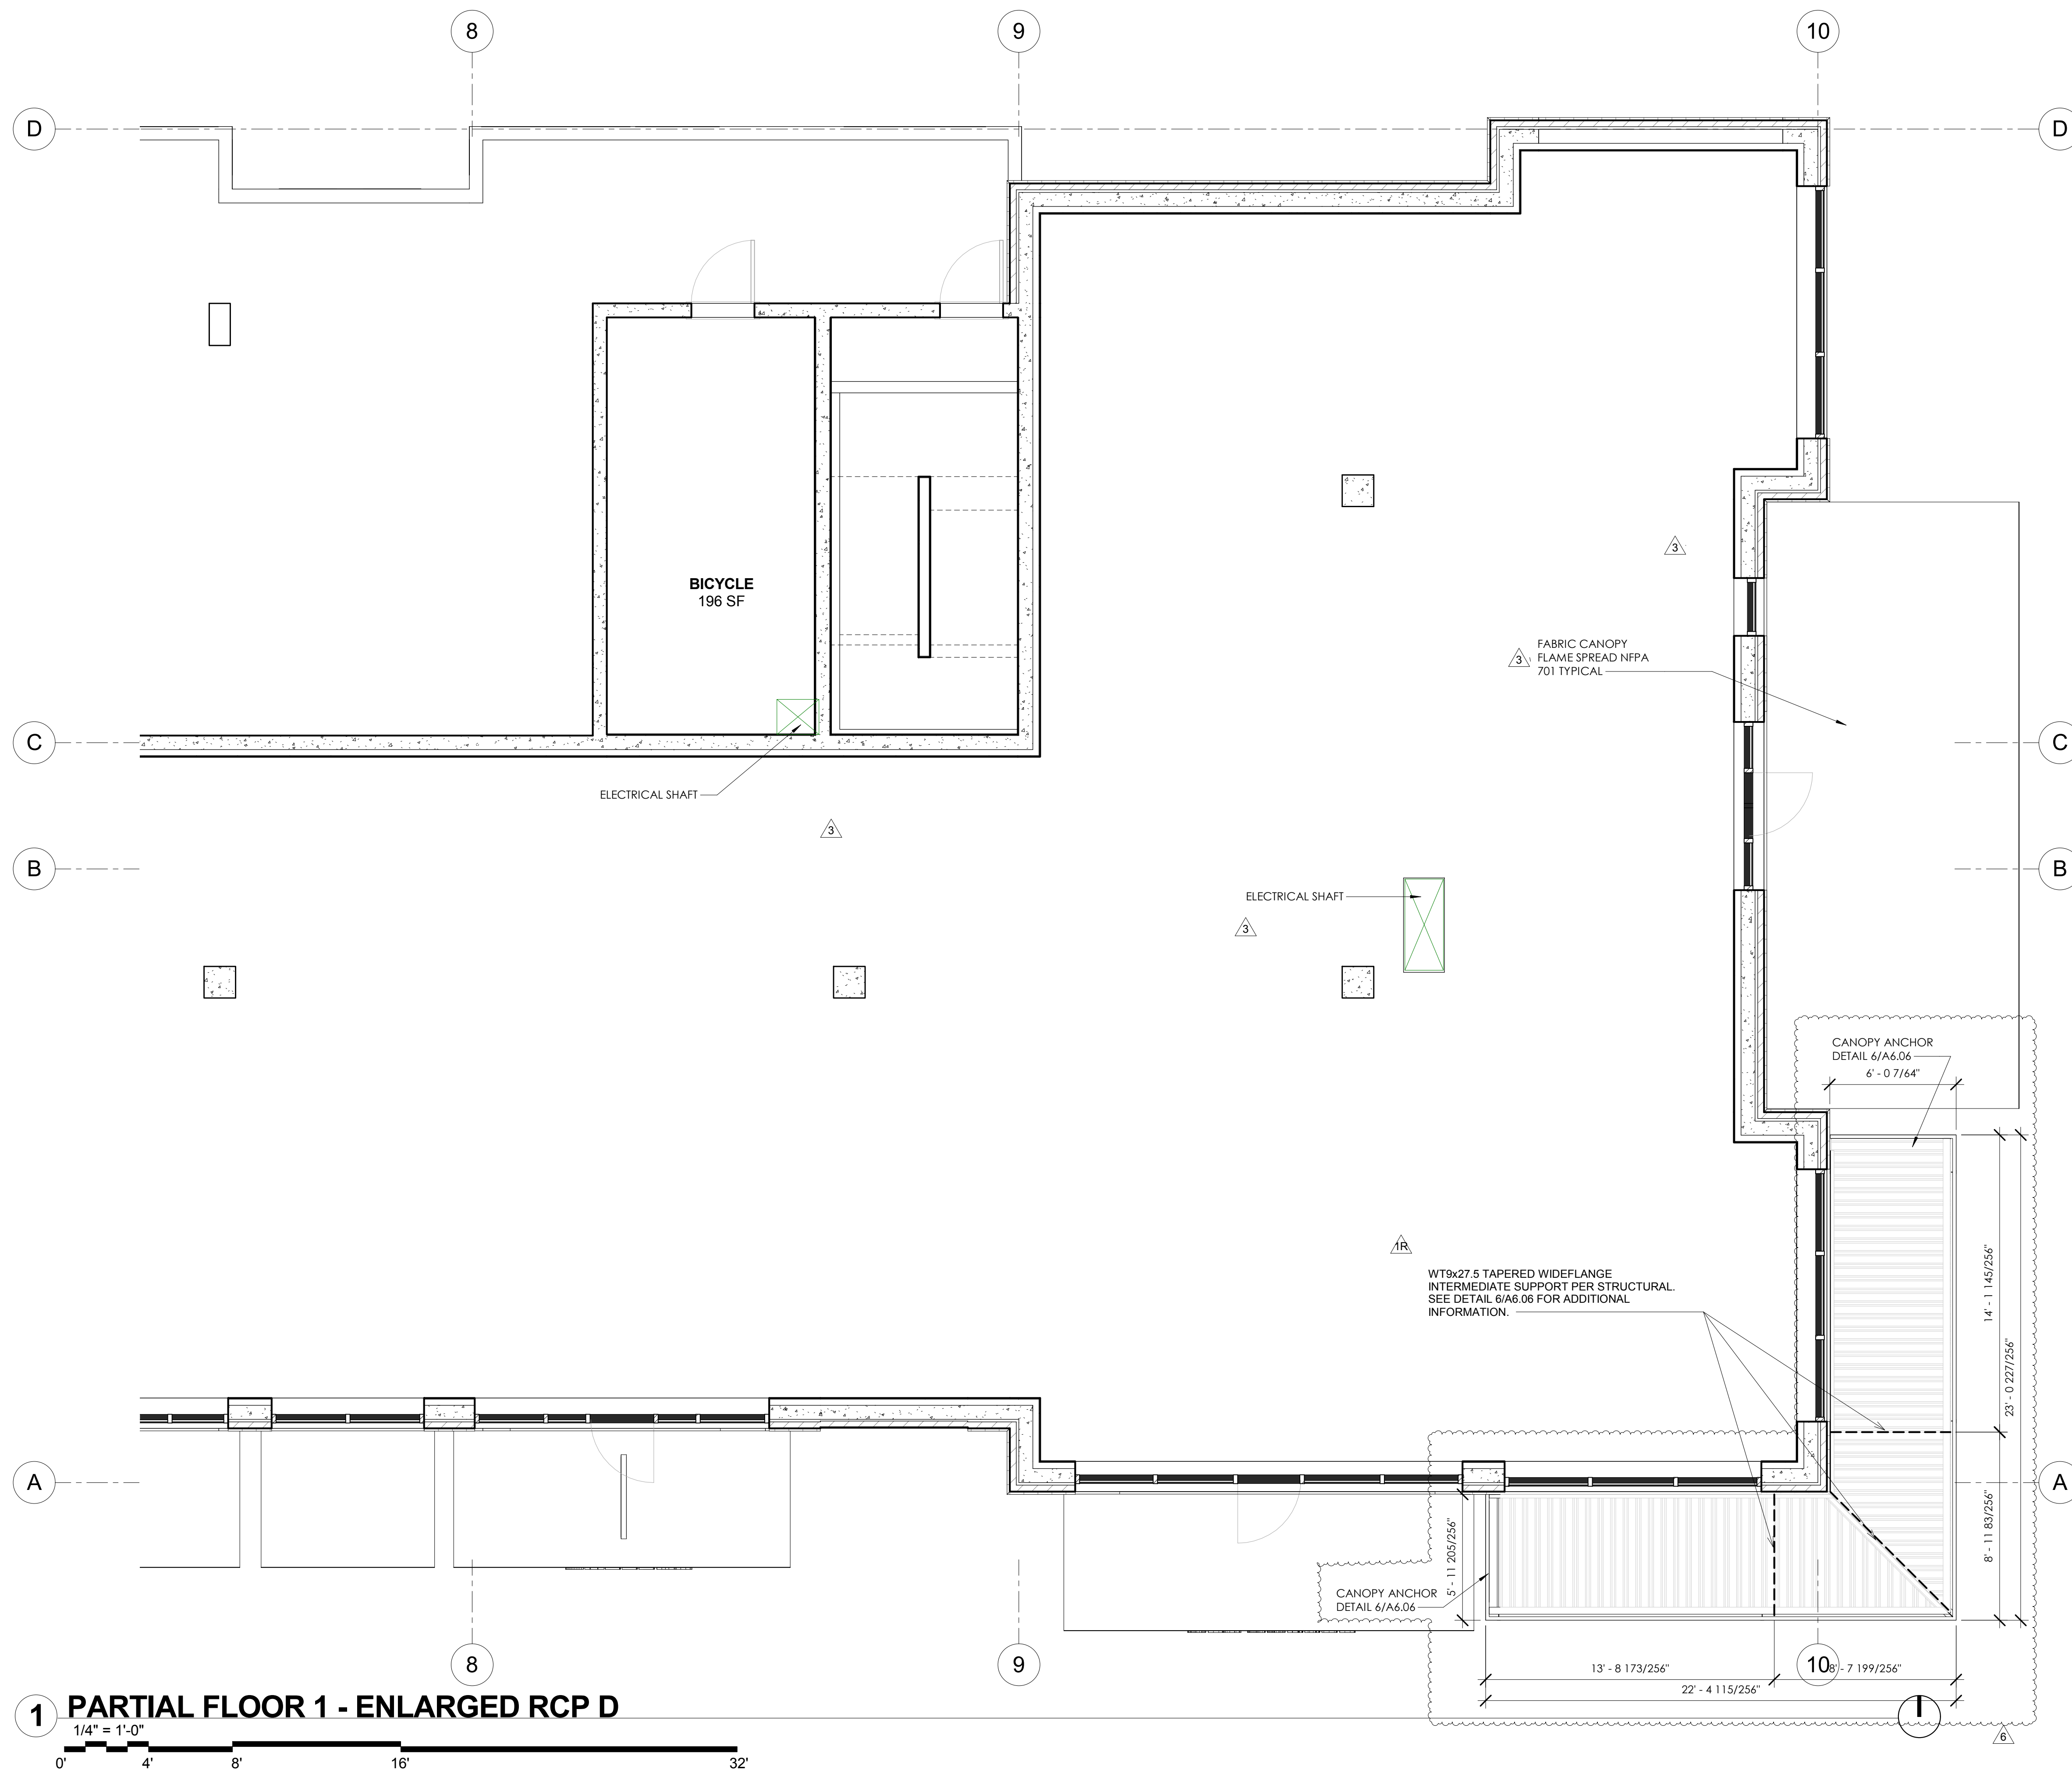 8
9
10
D
D
BICYCLE
196 SF
3
FABRIC CANOPY
3 FLAME SPREAD NFPA
701 TYPICAL
C
C
ELECTRICAL SHAFT
3
B
B
ELECTRICAL SHAFT
3
CANOPY ANCHOR
DETAIL 6/A6.06
6' - 0 7/64"
1R
WT9x27.5 TAPERED WIDEFLANGE
INTERMEDIATE SUPPORT PER STRUCTURAL.
SEE DETAIL 6/A6.06 FOR ADDITIONAL
INFORMATION.
14' - 1 145/256"
23' - 0 227/256"
A
A
8' - 11 83/256"
5' - 11 205/256"
CANOPY ANCHOR
DETAIL 6/A6.06
8
9
10
13' - 8 173/256"
8' - 7 199/256"
22' - 4 115/256"
1 PARTIAL FLOOR 1 - ENLARGED RCP D
1/4" = 1'-0"
0' 4' 8' 16' 32'
6